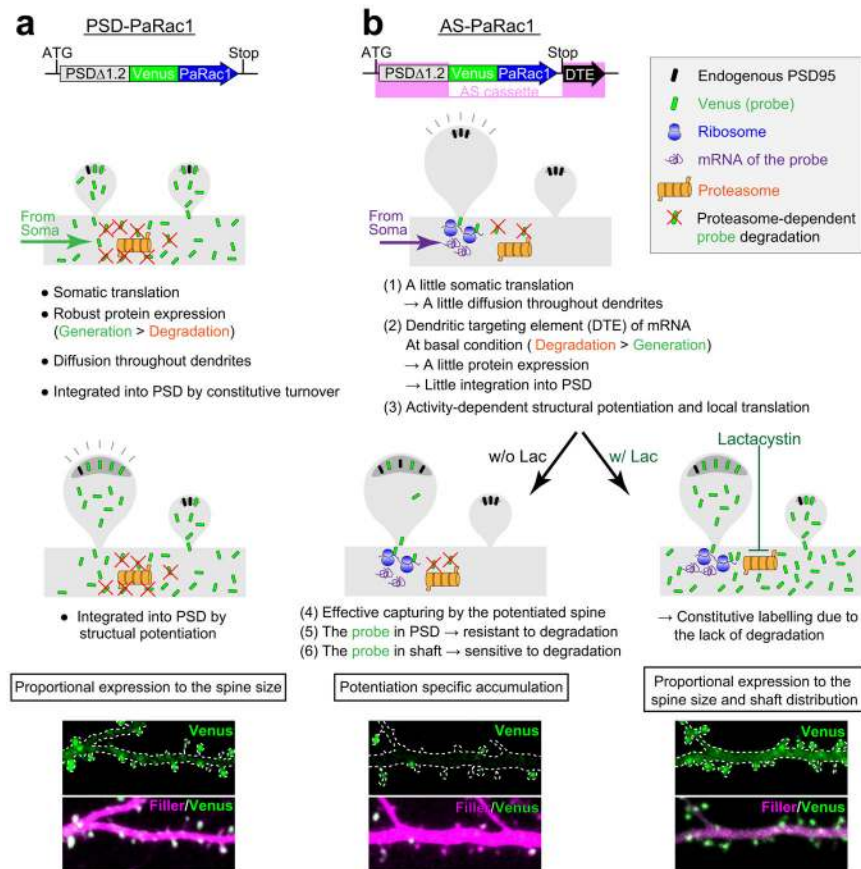 a
PSD-PaRac1
ATG
Stop
PSDΔ1.2
Venus
PaRac1
From
Soma
● Somatic translation
● Robust protein expression
(Generation > Degradation)
● Diffusion throughout dendrites
● Integrated into PSD by constitutive turnover
● Integrated into PSD by
structual potentiation
Proportional expression to the spine size
Venus
Filler/Venus
b
AS-PaRac1
ATG
Stop
PSDΔ1.2
Venus
PaRac1
DTE
AS cassette
From
Soma
(1) A little somatic translation
→ A little diffusion throughout dendrites
(2) Dendritic targeting element (DTE) of mRNA
At basal condition ( Degradation > Generation)
→ A little protein expression
→ Little integration into PSD
(3) Activity-dependent structural potentiation and local translation
w/o Lac
w/ Lac
Lactacystin
(4) Effective capturing by the potentiated spine
(5) The probe in PSD → resistant to degradation
(6) The probe in shaft → sensitive to degradation
→ Constitutive labelling due to
the lack of degradation
Potentiation specific accumulation
Proportional expression to the
spine size and shaft distribution
Venus
Filler/Venus
Venus
Filler/Venus
Endogenous PSD95
Venus (probe)
Ribosome
mRNA of the probe
Proteasome
Proteasome-dependent
probe degradation